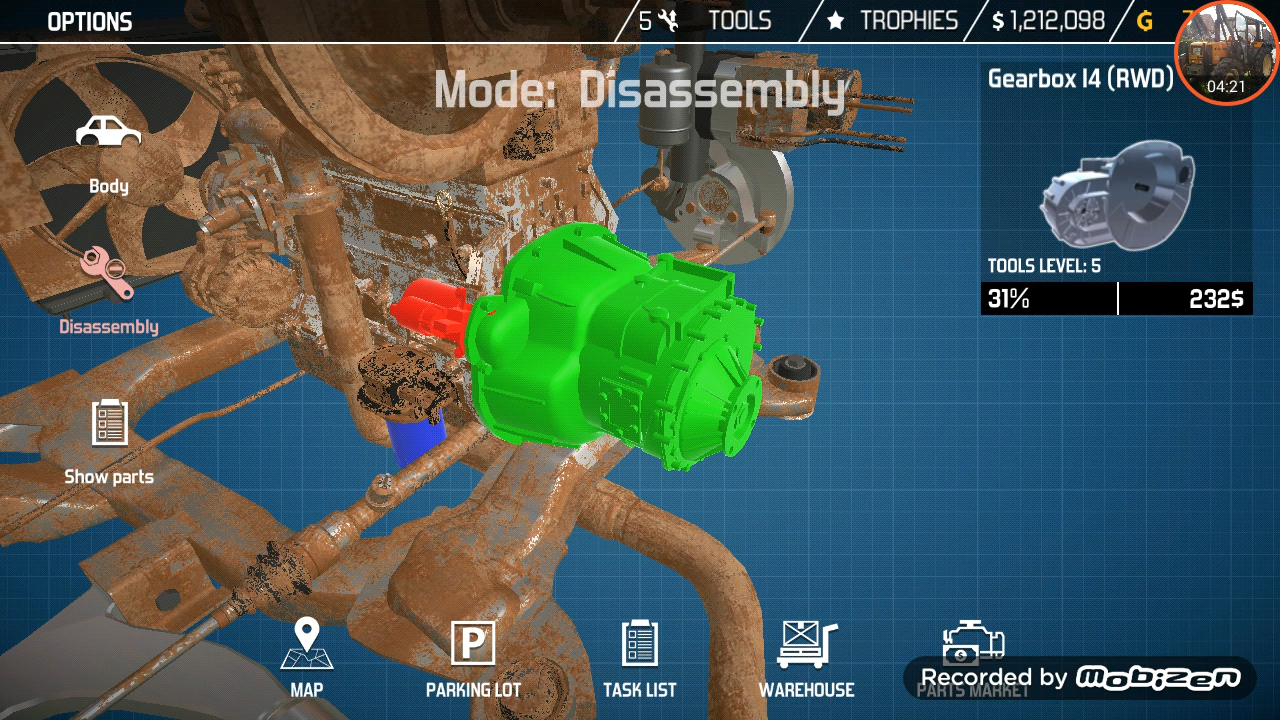 OPTIONS
5
TOOLS
TROPHIES
$ 1,212,098
G
Mode: Disassembly
Gearbox I4 (RWD)
04:21
Body
TOOLS LEVEL: 5
31%
232$
Disassembly
Show parts
P
MAP
PARKING LOT
TASK LIST
WAREHOUSE
PARTS MARKET
Recorded by mobizen